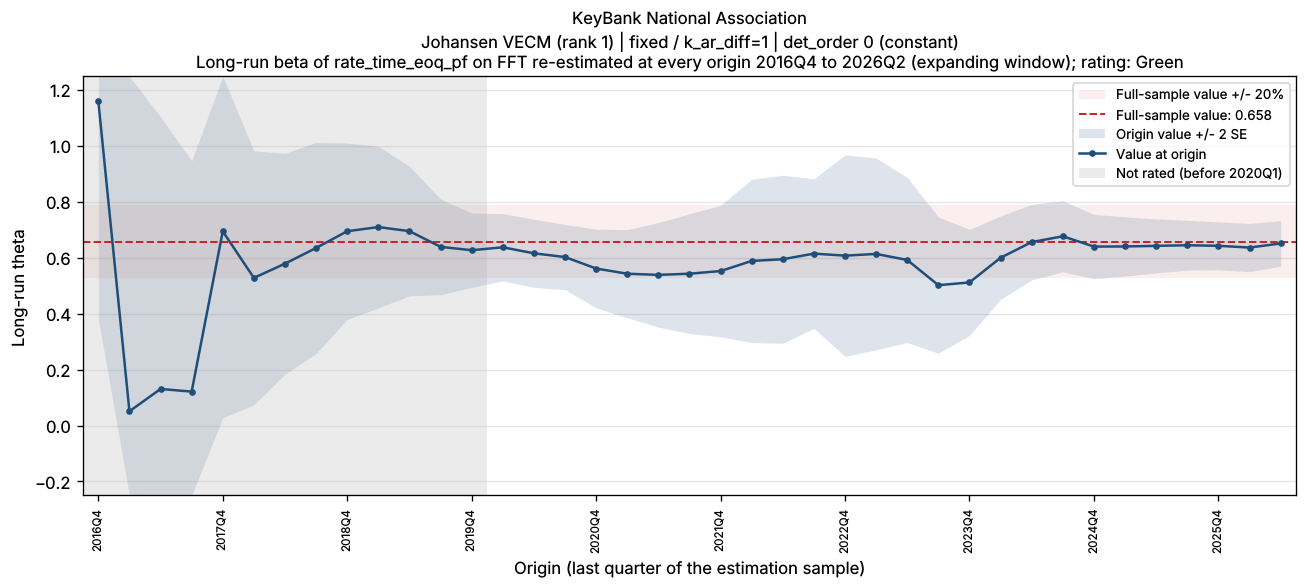 KeyBank National Association
Johansen VECM (rank 1) | fixed / k_ar_diff=1 | det_order 0 (constant)
Long-run beta of rate_time_eoq_pf on FFT re-estimated at every origin 2016Q4 to 2026Q2 (expanding window); rating: Green
Full-sample value +/- 20%
Full-sample value: 0.658
Origin value +/- 2 SE
Value at origin
Not rated (before 2020Q1)
Long-run theta
1.2
1.0
0.8
0.6
0.4
0.2
0.0
−0.2
2016Q4
2017Q4
2018Q4
2019Q4
2020Q4
2021Q4
2022Q4
2023Q4
2024Q4
2025Q4
Origin (last quarter of the estimation sample)